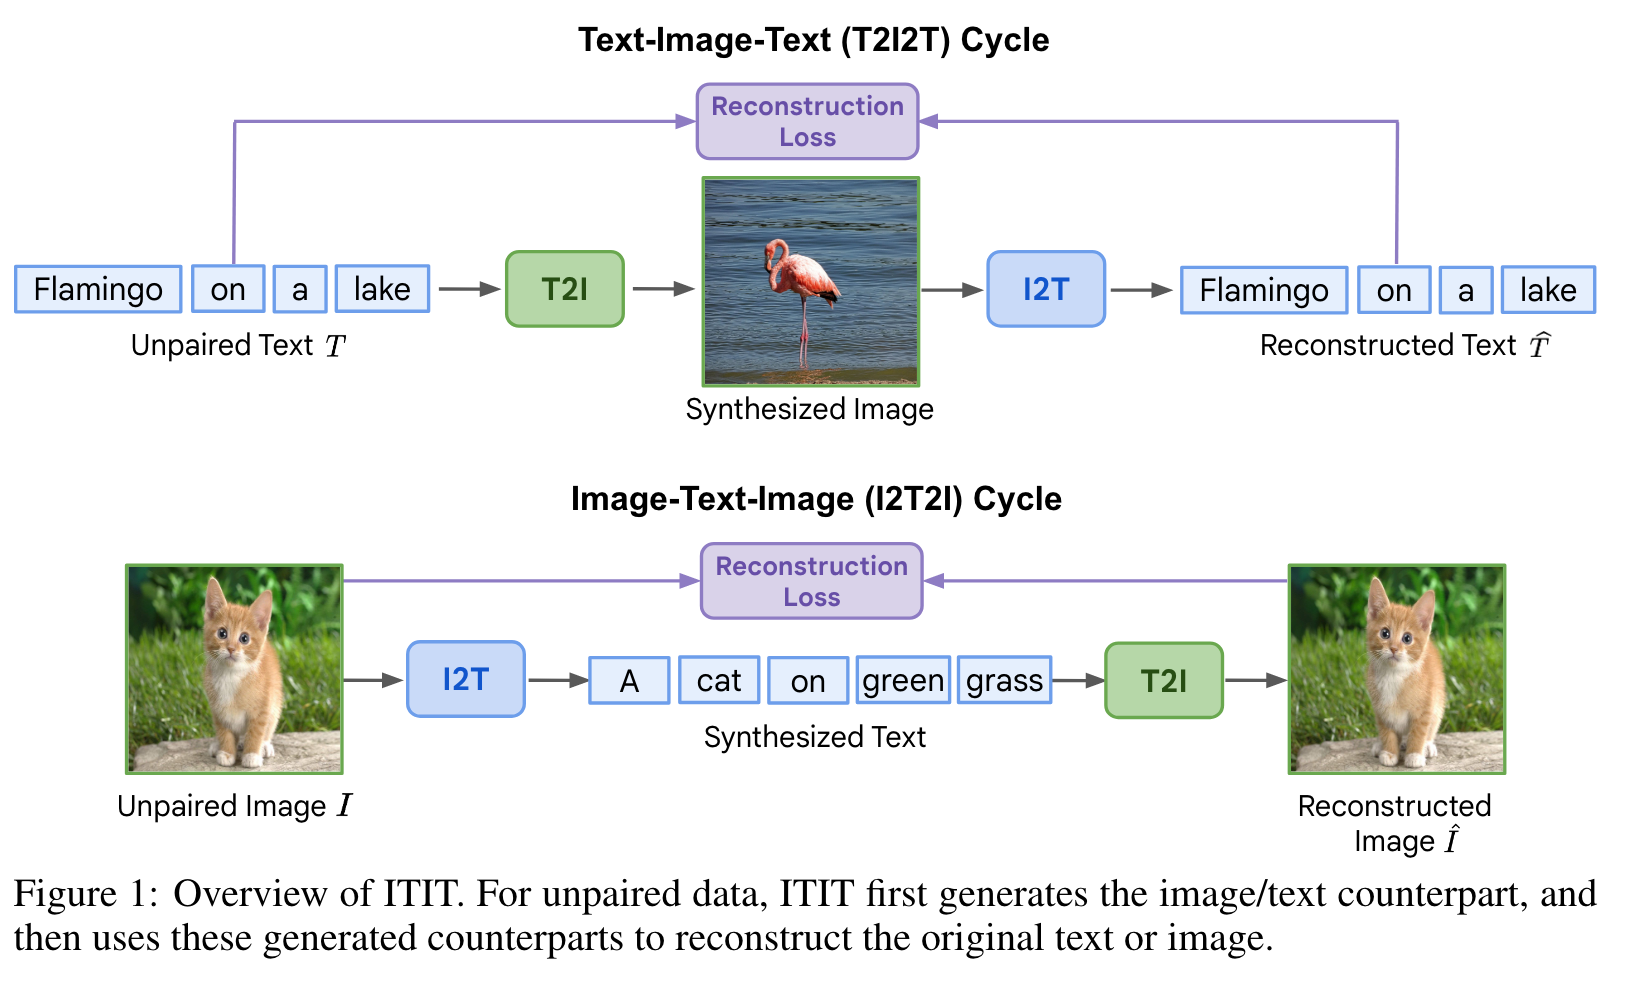 Text-Image-Text (T2I2T) Cycle
Reconstruction
Loss
Flamingo on a lake
T2I
I2T
Flamingo on a lake
Unpaired Text T
Synthesized Image
Reconstructed Text T̂
Image-Text-Image (I2T2I) Cycle
Reconstruction
Loss
I2T
A cat on green grass
T2I
Synthesized Text
Unpaired Image I
Reconstructed
Image Î
Figure 1: Overview of ITIT. For unpaired data, ITIT first generates the image/text counterpart, and
then uses these generated counterparts to reconstruct the original text or image.